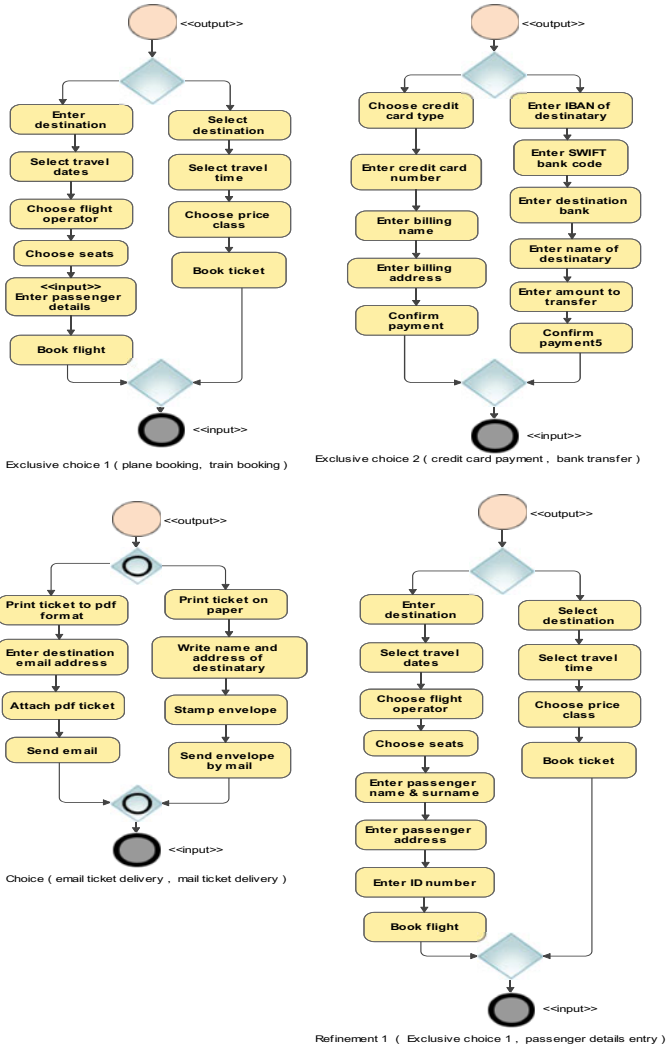 <<output>>
Enter
destination
Select travel
dates
Choose flight
operator
Choose seats
<<input>>
Enter passenger
details
Book flight
Select
destination
Select travel
time
Choose price
class
Book ticket
<<input>>
Exclusive choice 1 ( plane booking, train booking )
<<output>>
Choose credit
card type
Enter credit card
number
Enter billing
name
Enter billing
address
Confirm
payment
Enter IBAN of
destinatary
Enter SWIFT
bank code
Enter destination
bank
Enter name of
destinatary
Enter amount to
transfer
Confirm
payment5
<<input>>
Exclusive choice 2 ( credit card payment , bank transfer )
<<output>>
Print ticket to pdf
format
Enter destination
email address
Attach pdf ticket
Send email
Print ticket on
paper
Write name and
address of
destinatary
Stamp envelope
Send envelope
by mail
<<input>>
Choice ( email ticket delivery , mail ticket delivery )
<<output>>
Enter
destination
Select travel
dates
Choose flight
operator
Choose seats
Enter passenger
name & surname
Enter passenger
address
Enter ID number
Book flight
Select
destination
Select travel
time
Choose price
class
Book ticket
<<input>>
Refinement 1 ( Exclusive choice 1 , passenger details entry )